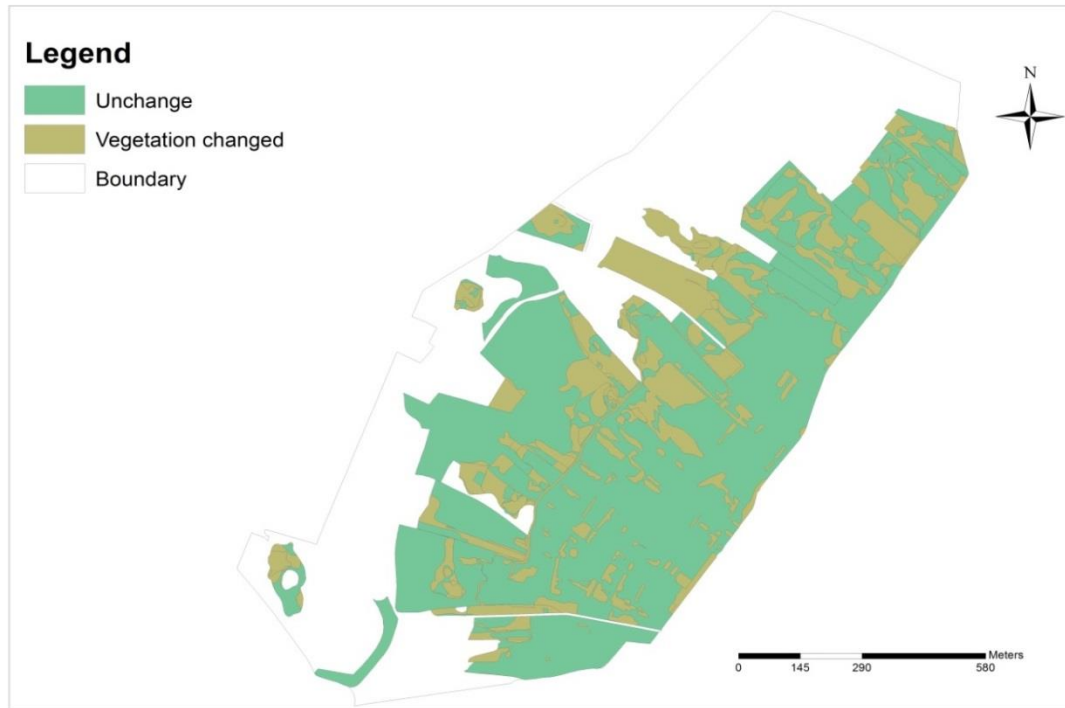 Legend
Unchange
Vegetation changed
Boundary
N
Meters
0 145 290 580